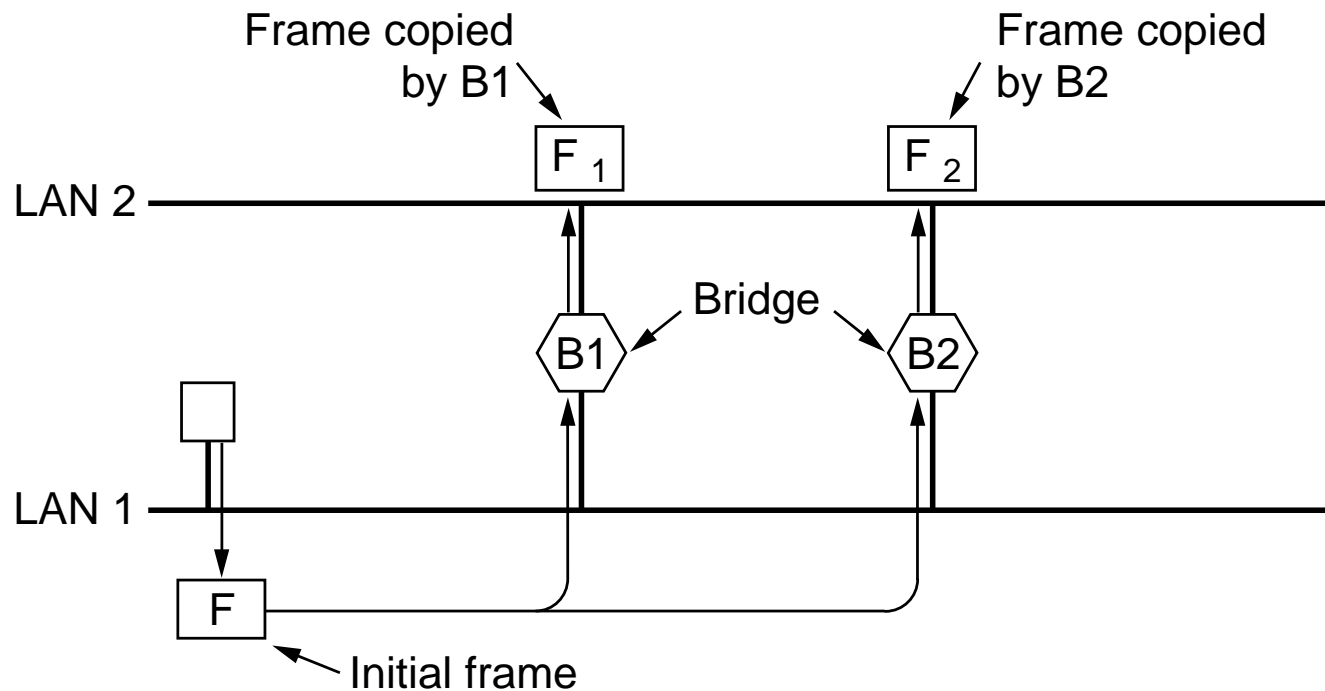 Frame copied
by B1
Frame copied
by B2
F 1
F 2
LAN 2
Bridge
B1
B2
LAN 1
F
Initial frame